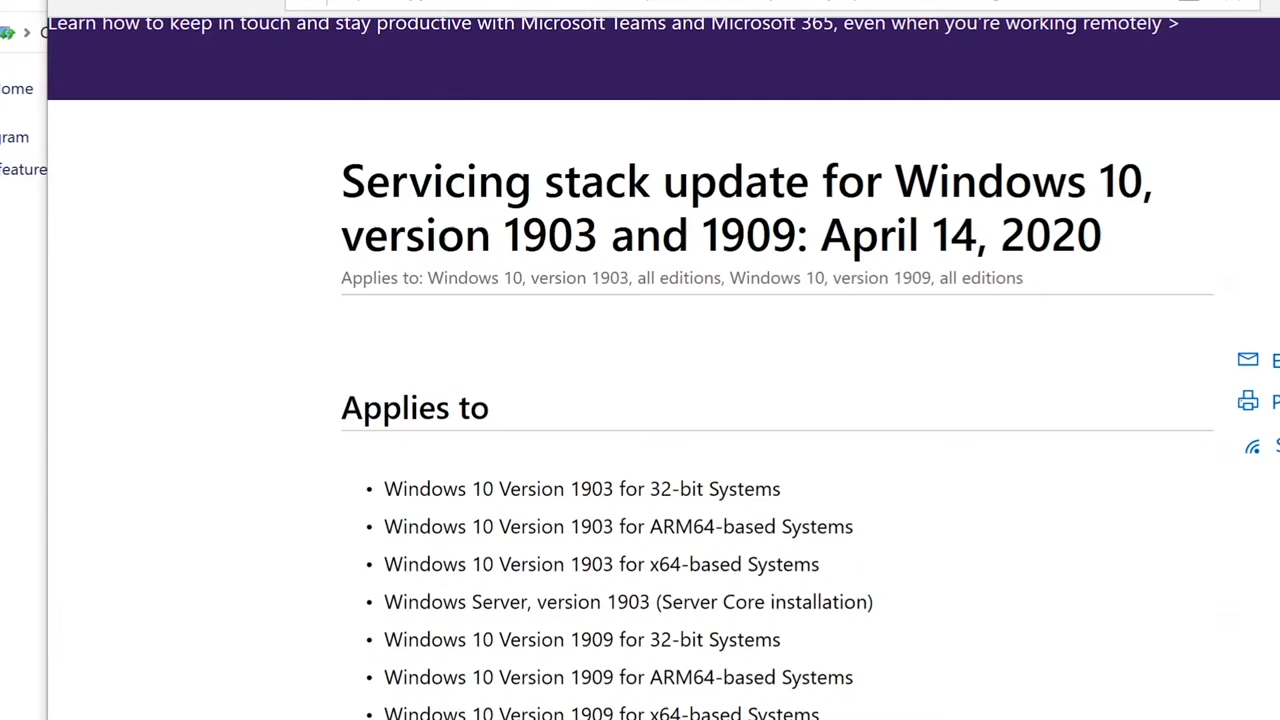 Learn how to keep in touch and stay productive with Microsoft Teams and Microsoft 365, even when you're working remotely >
ome
gram
feature
Servicing stack update for Windows 10,
version 1903 and 1909: April 14, 2020
Applies to: Windows 10, version 1903, all editions, Windows 10, version 1909, all editions
Applies to
• Windows 10 Version 1903 for 32-bit Systems
• Windows 10 Version 1903 for ARM64-based Systems
• Windows 10 Version 1903 for x64-based Systems
• Windows Server, version 1903 (Server Core installation)
• Windows 10 Version 1909 for 32-bit Systems
• Windows 10 Version 1909 for ARM64-based Systems
• Windows 10 Version 1909 for x64-based Systems